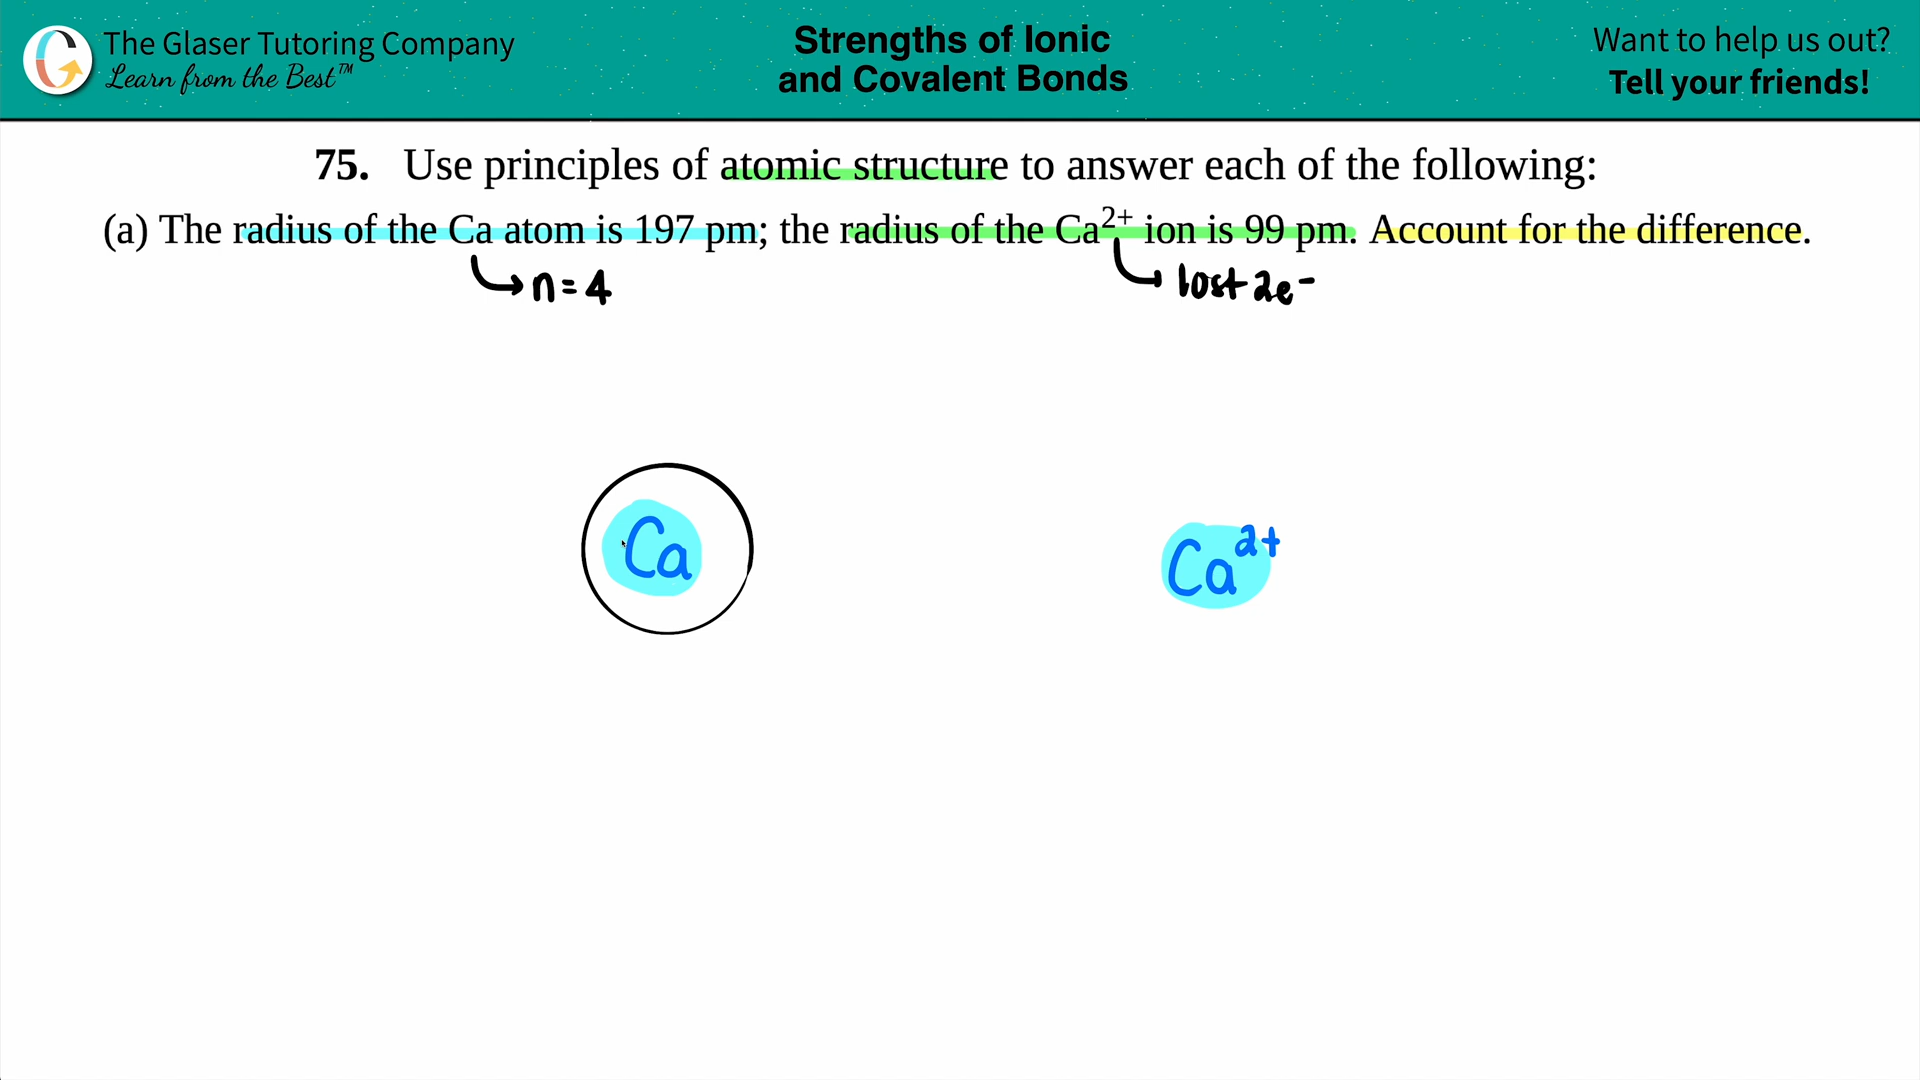 The Glaser Tutoring Company
Learn from the Best™
Strengths of Ionic
and Covalent Bonds
Want to help us out?
Tell your friends!
75. Use principles of atomic structure to answer each of the following:
(a) The radius of the Ca atom is 197 pm; the radius of the Ca²⁺ ion is 99 pm. Account for the difference.
n=4
lost 2e-
Ca
Ca²⁺